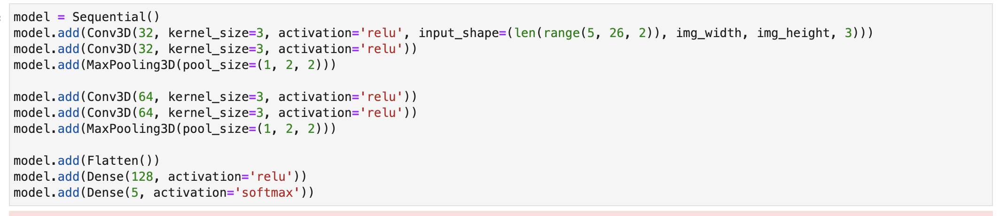 model = Sequential()
model.add(Conv3D(32, kernel_size=3, activation='relu', input_shape=(len(range(5, 26, 2)), img_width, img_height, 3)))
model.add(Conv3D(32, kernel_size=3, activation='relu'))
model.add(MaxPooling3D(pool_size=(1, 2, 2)))

model.add(Conv3D(64, kernel_size=3, activation='relu'))
model.add(Conv3D(64, kernel_size=3, activation='relu'))
model.add(MaxPooling3D(pool_size=(1, 2, 2)))

model.add(Flatten())
model.add(Dense(128, activation='relu'))
model.add(Dense(5, activation='softmax'))